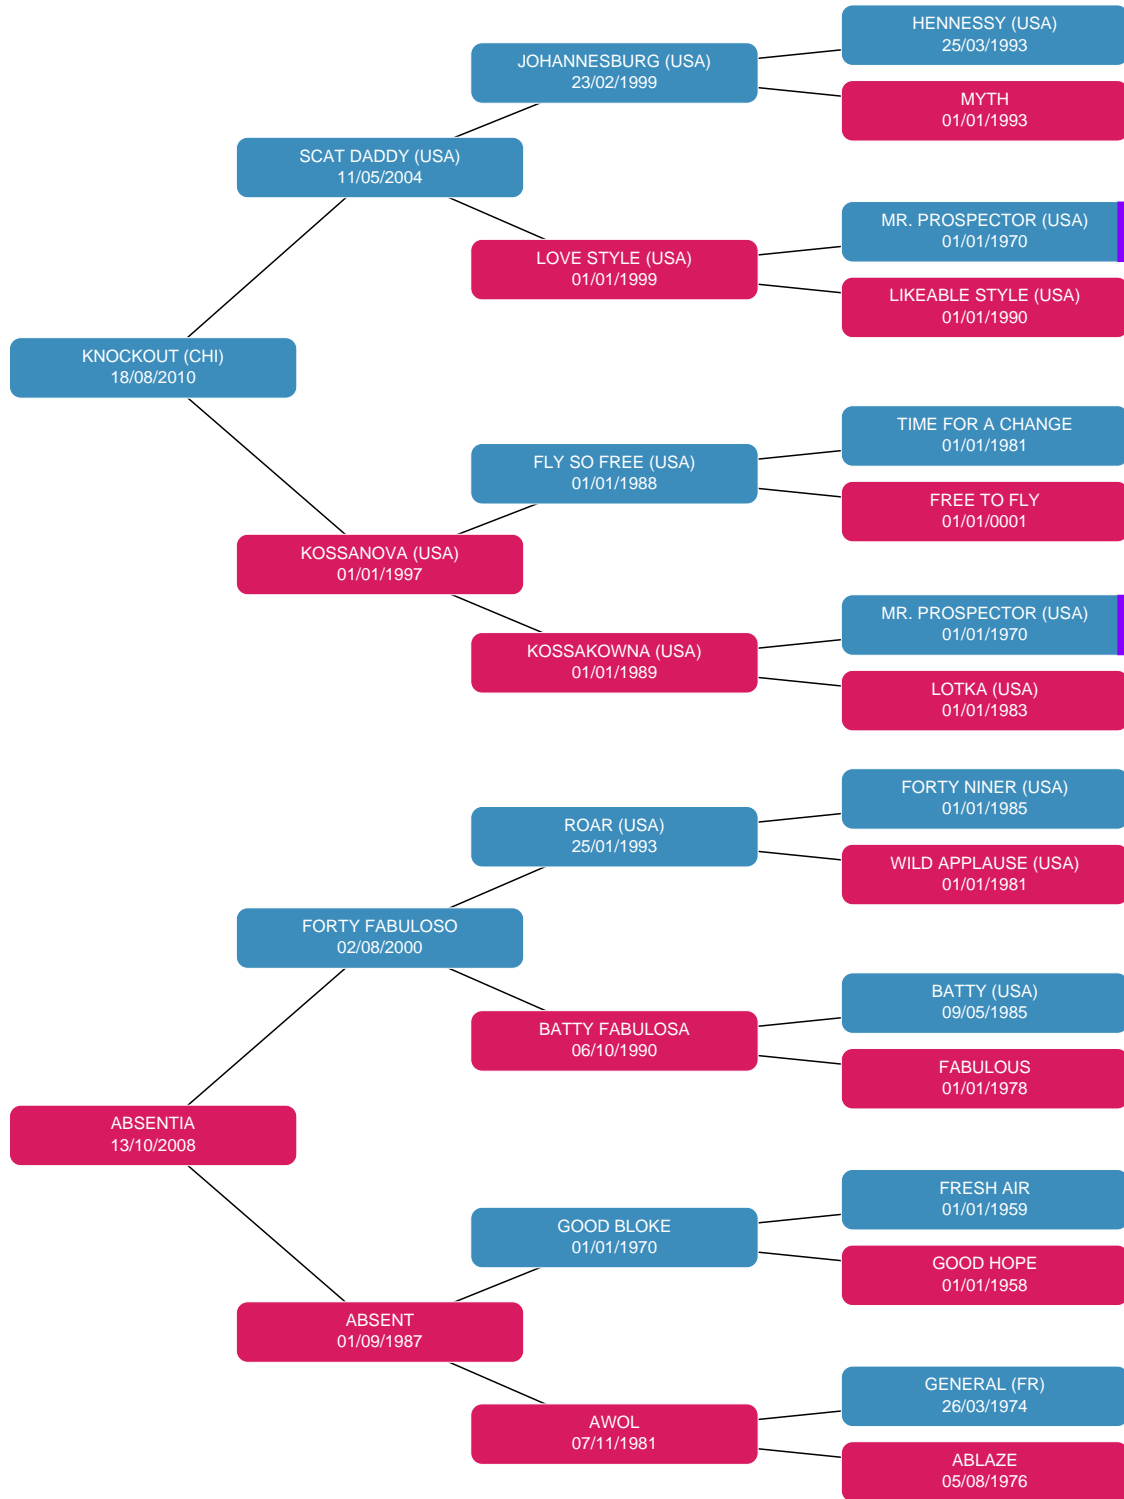 HENNESSY (USA)
25/03/1993
JOHANNESBURG (USA)
23/02/1999
MYTH
01/01/1993
SCAT DADDY (USA)
11/05/2004
MR. PROSPECTOR (USA)
01/01/1970
LOVE STYLE (USA)
01/01/1999
LIKEABLE STYLE (USA)
01/01/1990
KNOCKOUT (CHI)
18/08/2010
TIME FOR A CHANGE
01/01/1981
FLY SO FREE (USA)
01/01/1988
FREE TO FLY
01/01/0001
KOSSANOVA (USA)
01/01/1997
MR. PROSPECTOR (USA)
01/01/1970
KOSSAKOWNA (USA)
01/01/1989
LOTKA (USA)
01/01/1983
FORTY NINER (USA)
01/01/1985
ROAR (USA)
25/01/1993
WILD APPLAUSE (USA)
01/01/1981
FORTY FABULOSO
02/08/2000
BATTY (USA)
09/05/1985
BATTY FABULOSA
06/10/1990
FABULOUS
01/01/1978
ABSENTIA
13/10/2008
FRESH AIR
01/01/1959
GOOD BLOKE
01/01/1970
GOOD HOPE
01/01/1958
ABSENT
01/09/1987
GENERAL (FR)
26/03/1974
AWOL
07/11/1981
ABLAZE
05/08/1976